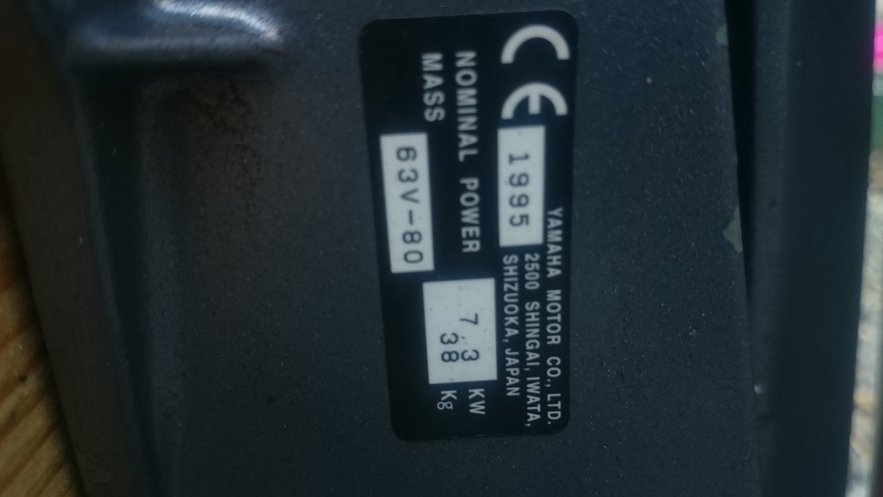 CE 1995 YAMAHA MOTOR CO., LTD.
2500 SHINGAI, IWATA,
SHIZUOKA, JAPAN
NOMINAL POWER 7.3 KW
MASS 38 Kg
63V-80